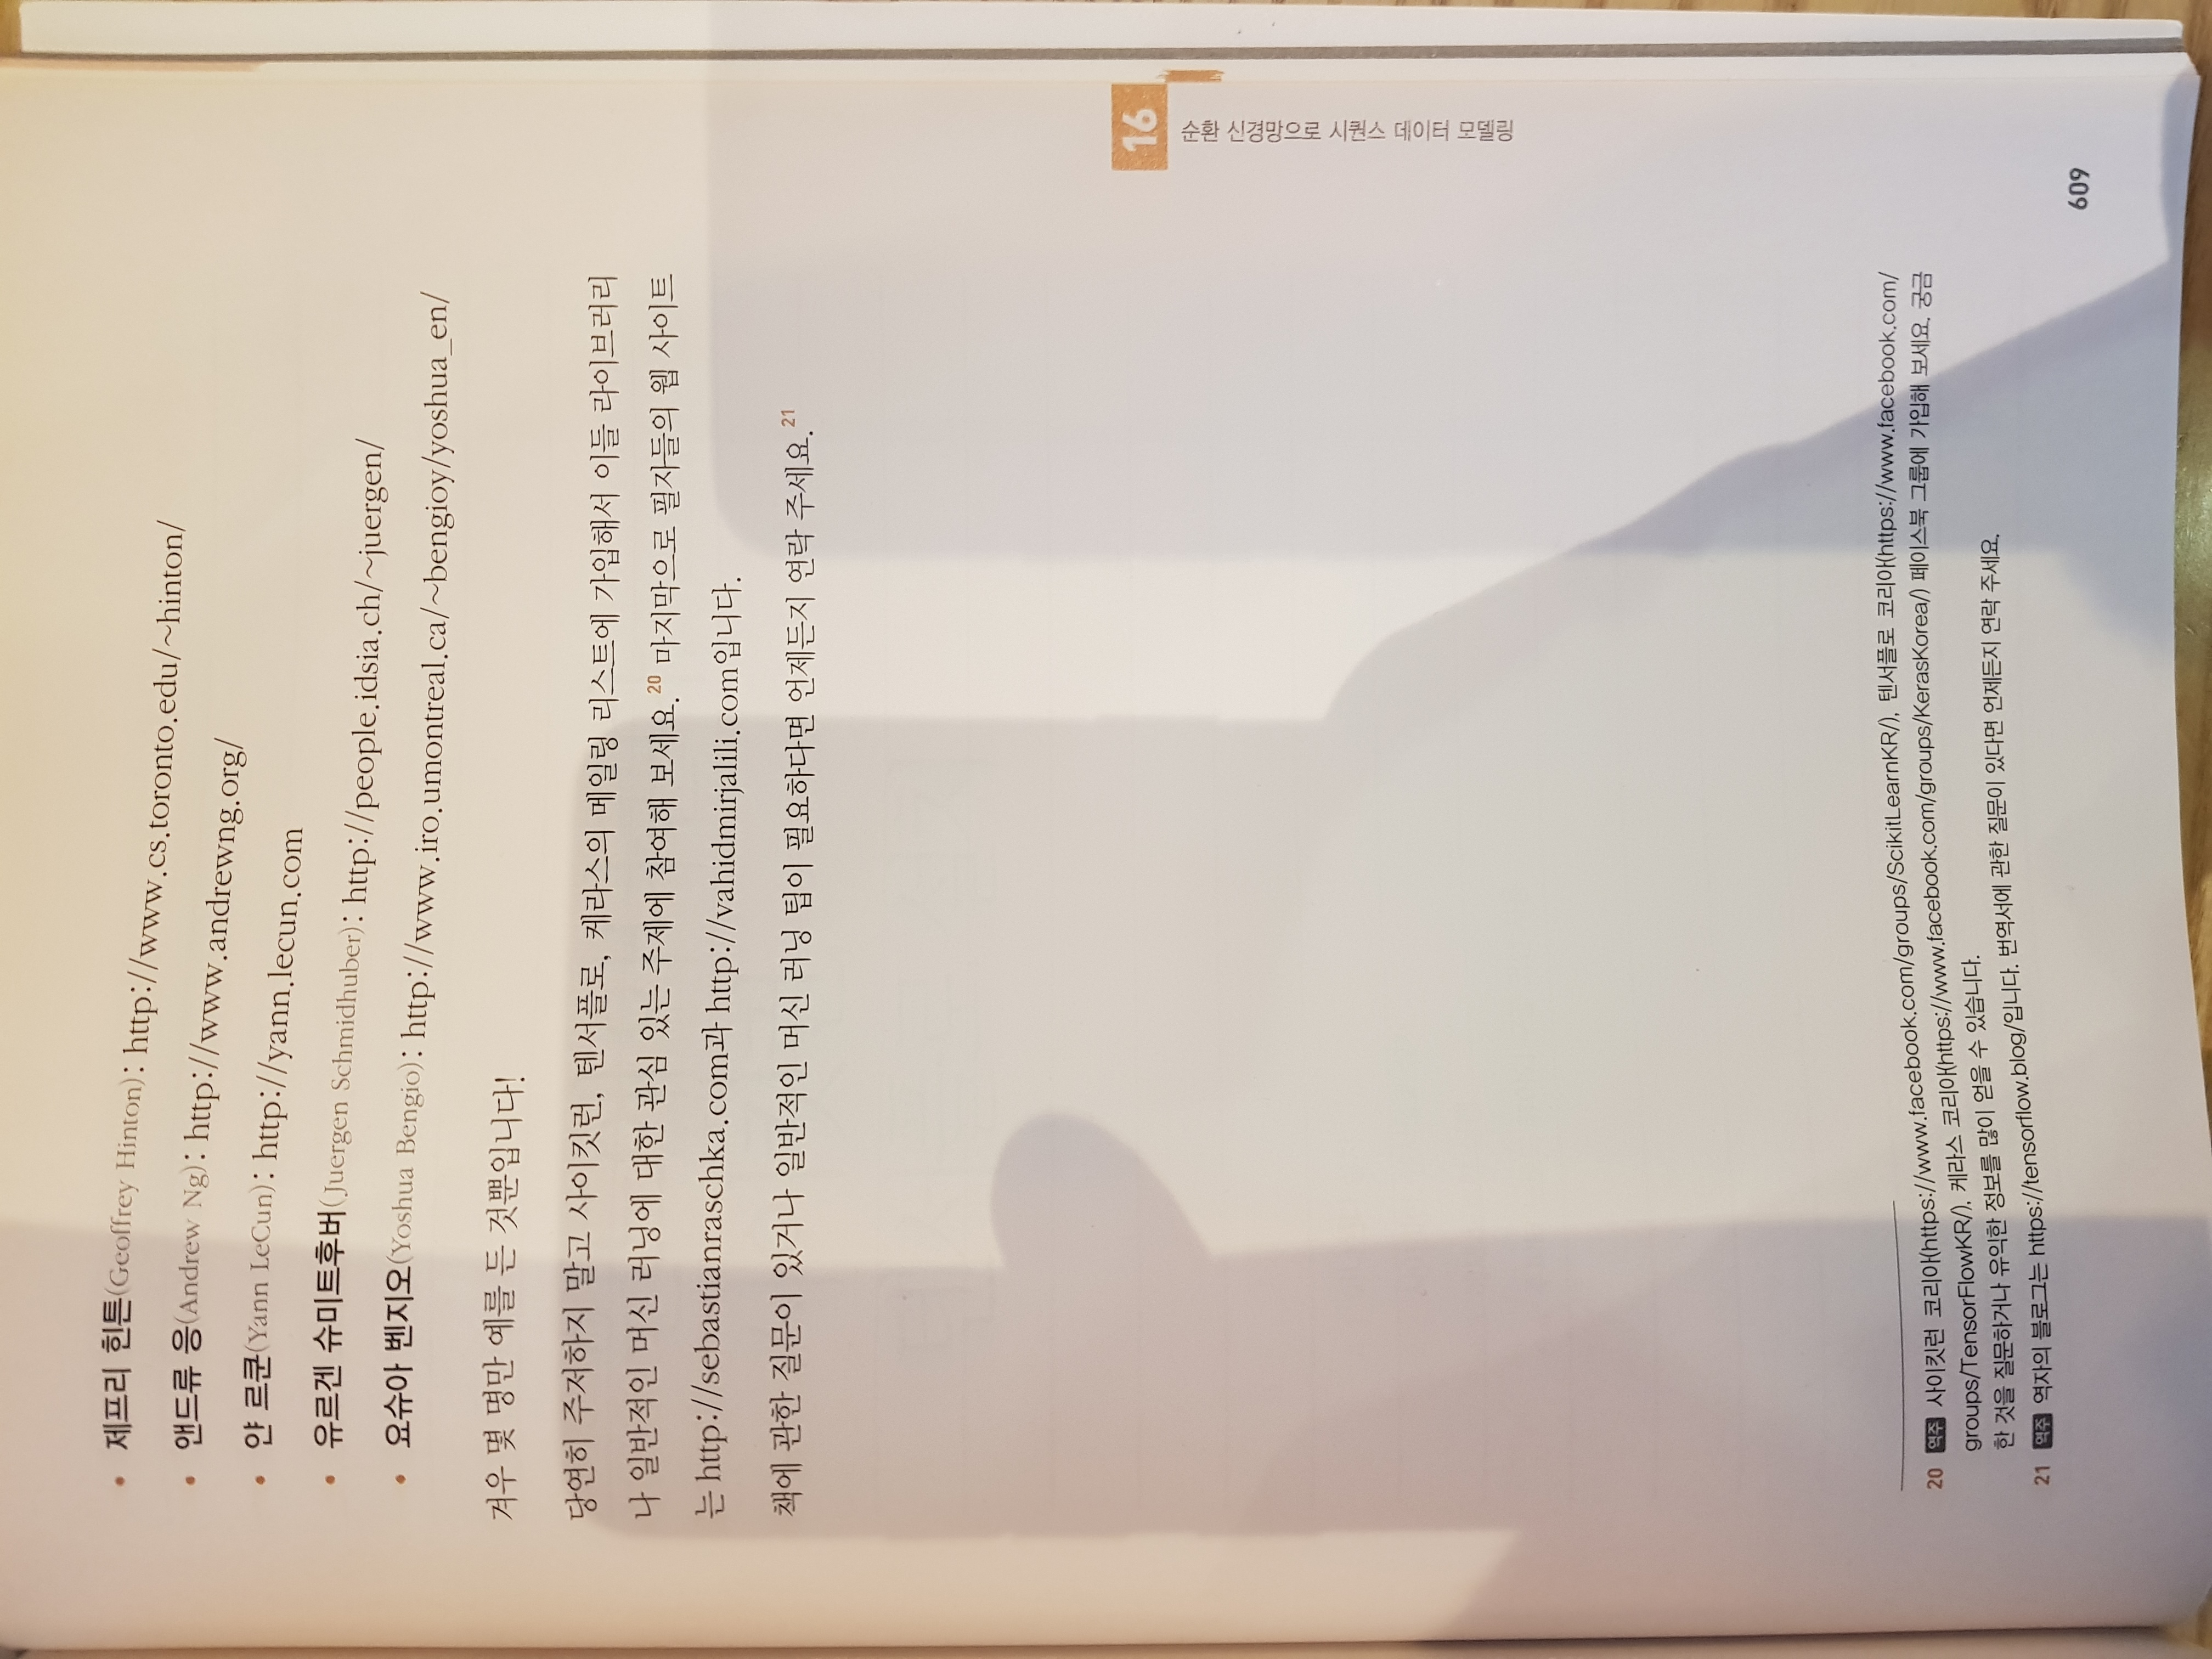 • 제프리 힌튼(Geoffrey Hinton): http://www.cs.toronto.edu/~hinton/
• 앤드류 응(Andrew Ng): http://www.andrewng.org/
• 얀 르쿤(Yann LeCun): http://yann.lecun.com
• 유르겐 슈미트후버(Juergen Schmidhuber): http://people.idsia.ch/~juergen/
• 요슈아 벤지오(Yoshua Bengio): http://www.iro.umontreal.ca/~bengioy/yoshua_en/
겨우 몇 명만 예를 든 것뿐입니다!
당연히 주저하지 말고 사이킷런, 텐서플로, 케라스의 메일링 리스트에 가입해서 이들 라이브러리
나 일반적인 머신 러닝에 대한 관심 있는 주제에 참여해 보세요.20 마지막으로 필자들의 웹 사이트
는 http://sebastianraschka.com과 http://vahidmirjalili.com입니다.
책에 관한 질문이 있거나 일반적인 머신 러닝 팁이 필요하다면 언제든지 연락 주세요.21
16
순환 신경망으로 시퀀스 데이터 모델링
20 역주 사이킷런 코리아(https://www.facebook.com/groups/ScikitLearnKR/), 텐서플로 코리아(https://www.facebook.com/
groups/TensorFlowKR/), 케라스 코리아(https://www.facebook.com/groups/KerasKorea/) 페이스북 그룹에 가입해 보세요. 궁금
한 것을 질문하거나 유익한 정보를 많이 얻을 수 있습니다.
21 역주 역자의 블로그는 https://tensorflow.blog/입니다. 번역서에 관한 질문이 있다면 언제든지 연락 주세요.
609